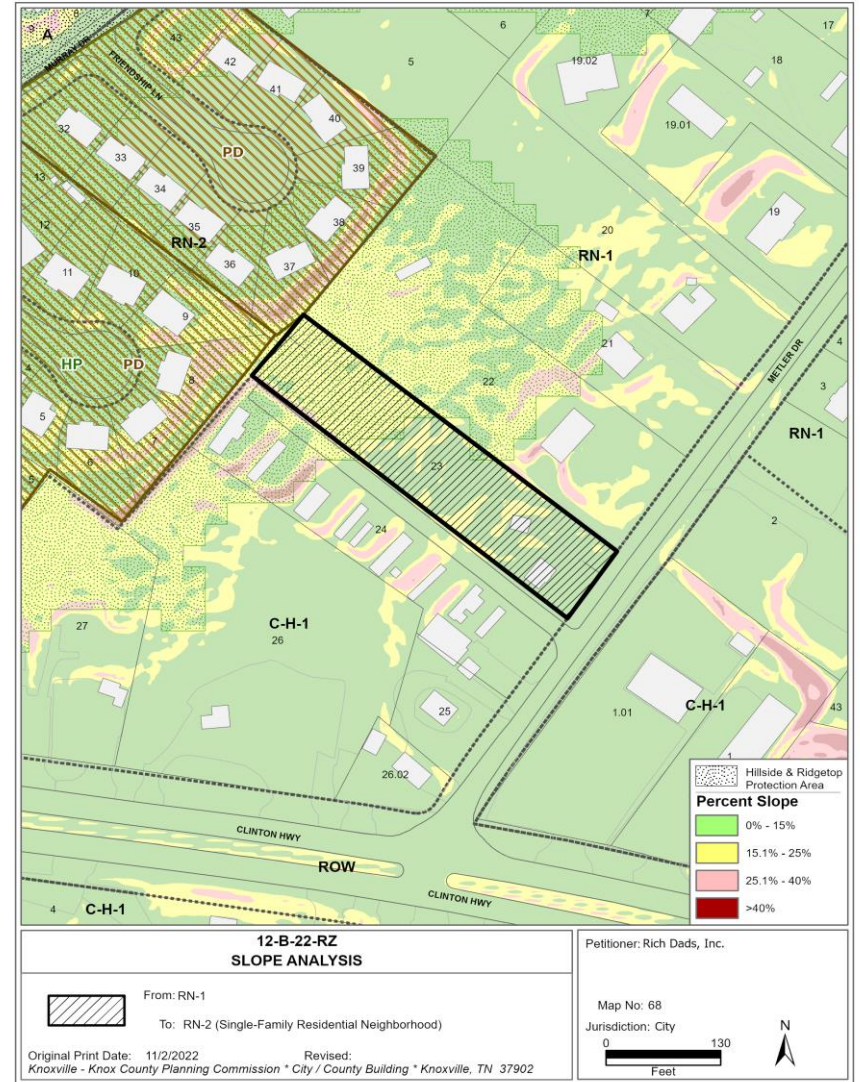 A
MURRAY DR
FRIENDSHIP LN
43
42
41
40
39
38
37
36
35
34
33
32
PD
RN-2
13
12
11
10
9
8
7
6
5
HP
PD
5
6
7
17
18
19.02
19.01
19
20
RN-1
21
22
23
24
METLER DR
4
3
RN-1
2
C-H-1
26
27
25
26.02
C-H-1
1.01
1
43
CLINTON HWY
ROW
CLINTON HWY
C-H-1
4
Hillside & Ridgetop
Protection Area
Percent Slope
0% - 15%
15.1% - 25%
25.1% - 40%
>40%
12-B-22-RZ
SLOPE ANALYSIS
From: RN-1
To: RN-2 (Single-Family Residential Neighborhood)
Original Print Date: 11/2/2022 Revised:
Knoxville - Knox County Planning Commission * City / County Building * Knoxville, TN 37902
Petitioner: Rich Dads, Inc.
Map No: 68
Jurisdiction: City
0 130
Feet
N